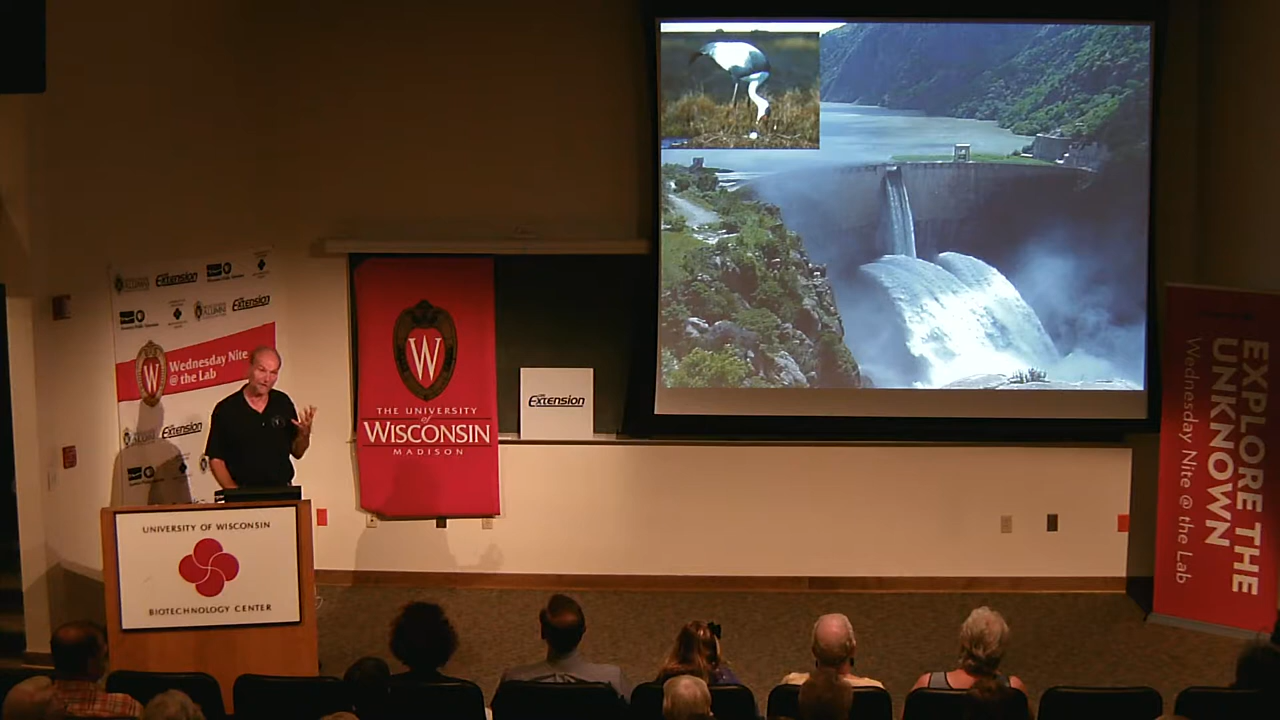 Extension
Extension
Wednesday Nite
@ the Lab
Extension
W
THE UNIVERSITY
of
WISCONSIN
MADISON
Extension
UNIVERSITY OF WISCONSIN
BIOTECHNOLOGY CENTER
EXPLORE THE
UNKNOWN
Wednesday Nite @ the Lab